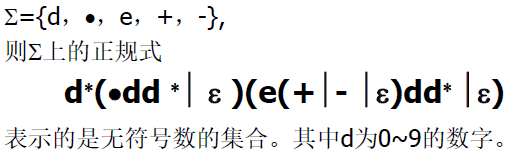 Σ={d，•，e，+，-}，
则Σ上的正规式
d*(•dd *│ε)(e(+│-│ε)dd*│ε)
表示的是无符号数的集合。其中d为0~9的数字。